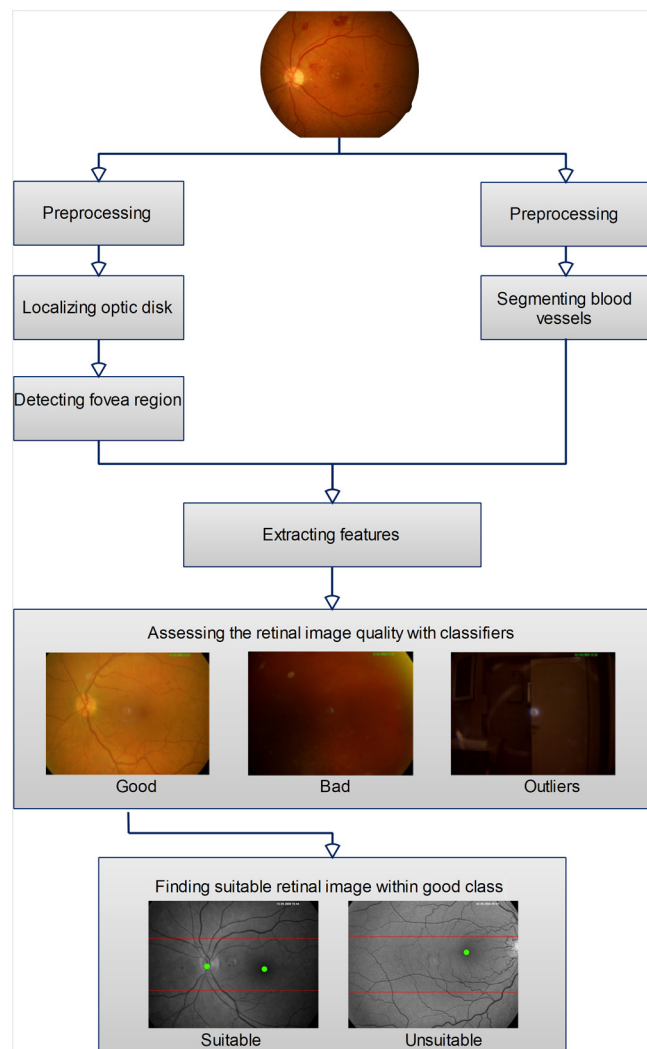 Preprocessing
Localizing optic disk
Detecting fovea region
Preprocessing
Segmenting blood
vessels
Extracting features
Assessing the retinal image quality with classifiers
Good
Bad
Outliers
Finding suitable retinal image within good class
Suitable
Unsuitable